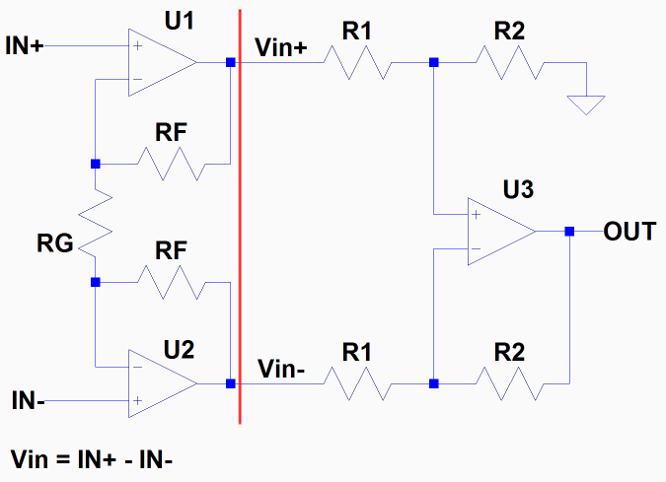 U1
R1
R2
IN+
+
Vin+
-
RF
U3
+
RG
OUT
RF
-
U2
R1
R2
-
Vin-
IN-
+
Vin = IN+ - IN-